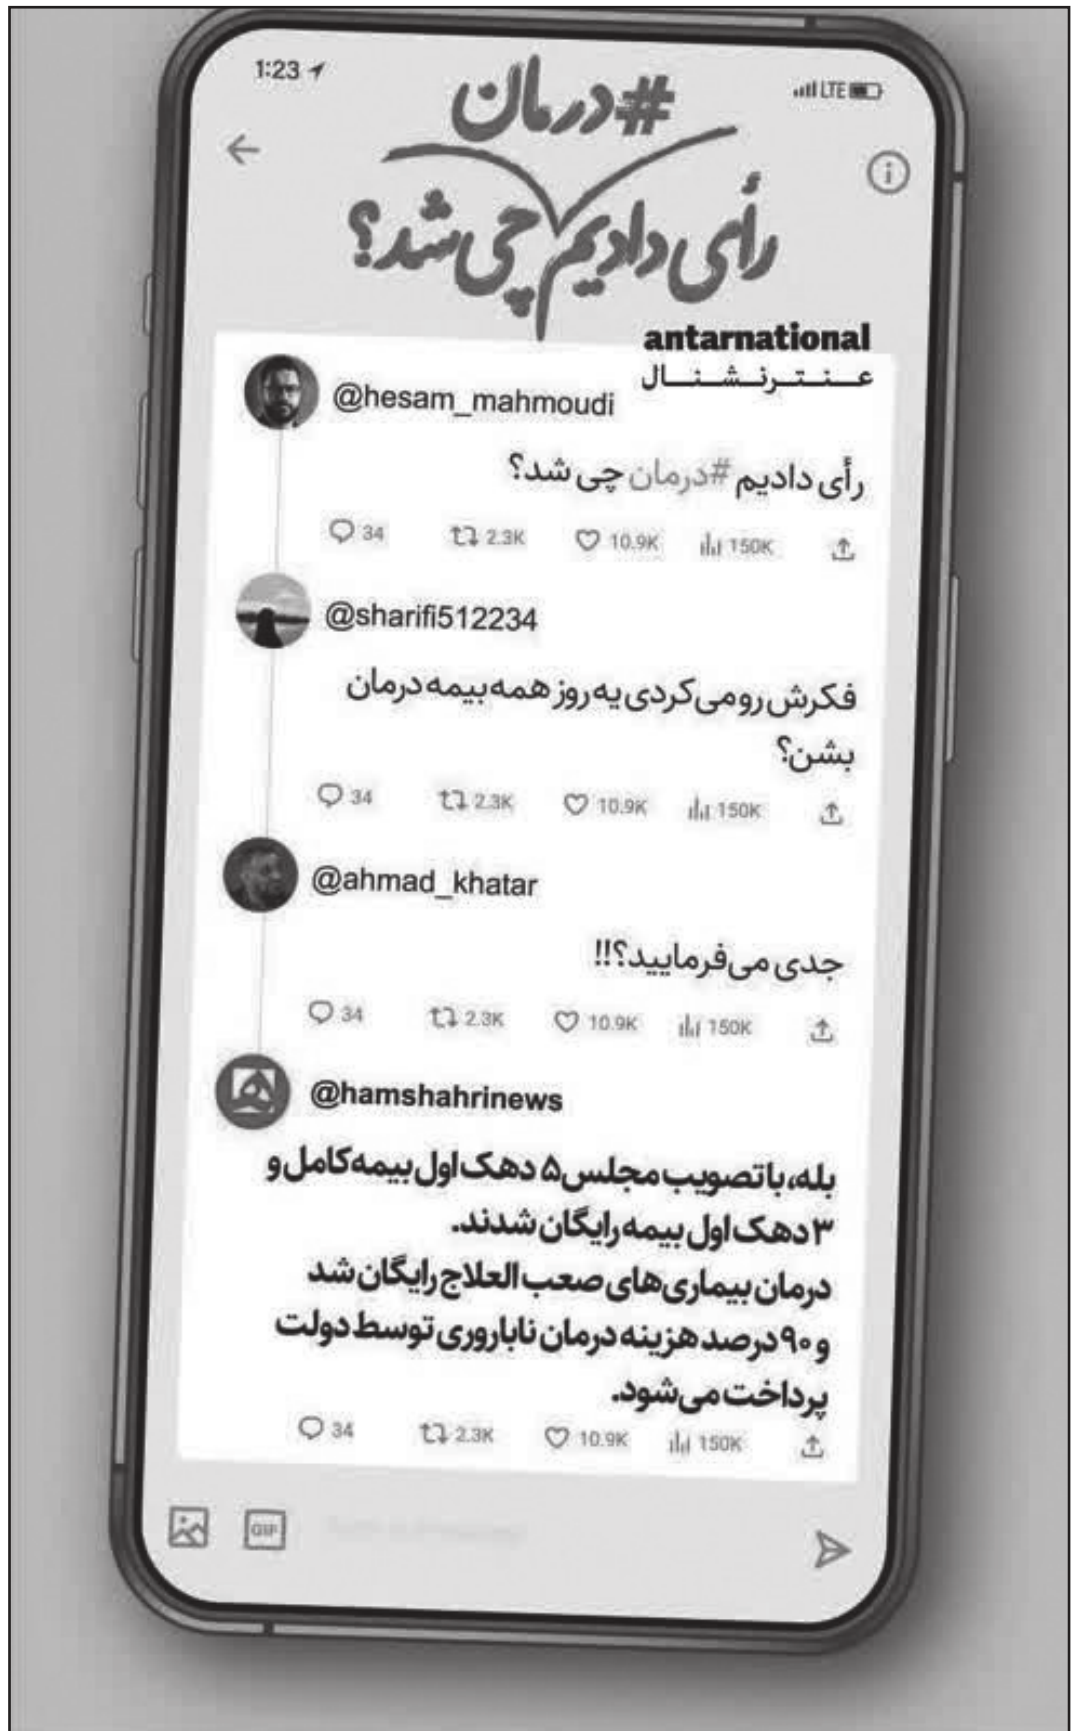 1:23
LTE
#درمان
رأی دادیم چی شد؟
antarnational
عنترنشنال
@hesam_mahmoudi
رأی دادیم #درمان چی شد؟
34 2.3K 10.9K 150K
@sharifi512234
فکرش رو می‌کردی یه روز همه بیمه درمان
بشن؟
34 2.3K 10.9K 150K
@ahmad_khatar
جدی می‌فرمایید؟!!
34 2.3K 10.9K 150K
@hamshahrinews
بله، با تصویب مجلس ۵ دهک اول بیمه کامل و
۳ دهک اول بیمه رایگان شدند.
درمان بیماری‌های صعب العلاج رایگان شد
و ۹۰ درصد هزینه درمان ناباروری توسط دولت
پرداخت می‌شود.
34 2.3K 10.9K 150K
GIF